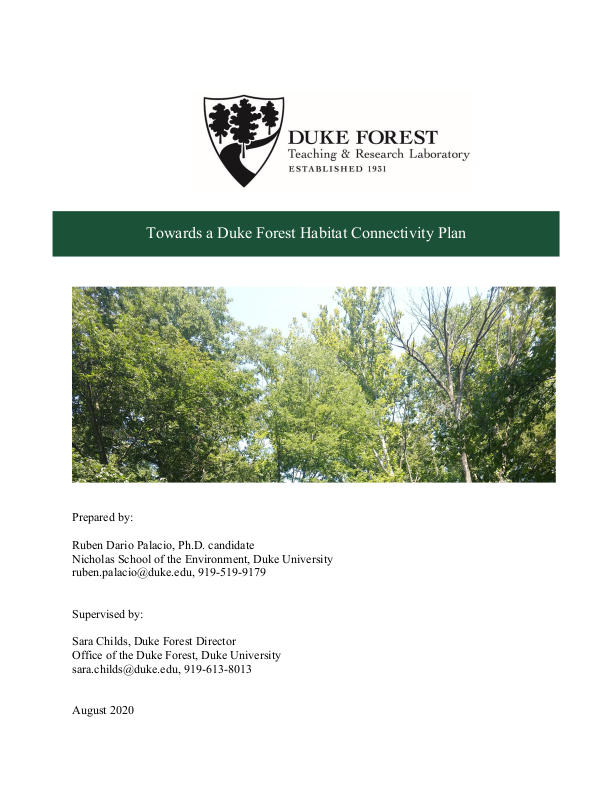 DUKE FOREST
Teaching & Research Laboratory
ESTABLISHED 1931
Towards a Duke Forest Habitat Connectivity Plan
Prepared by:
Ruben Dario Palacio, Ph.D. candidate
Nicholas School of the Environment, Duke University
ruben.palacio@duke.edu, 919-519-9179
Supervised by:
Sara Childs, Duke Forest Director
Office of the Duke Forest, Duke University
sara.childs@duke.edu, 919-613-8013
August 2020